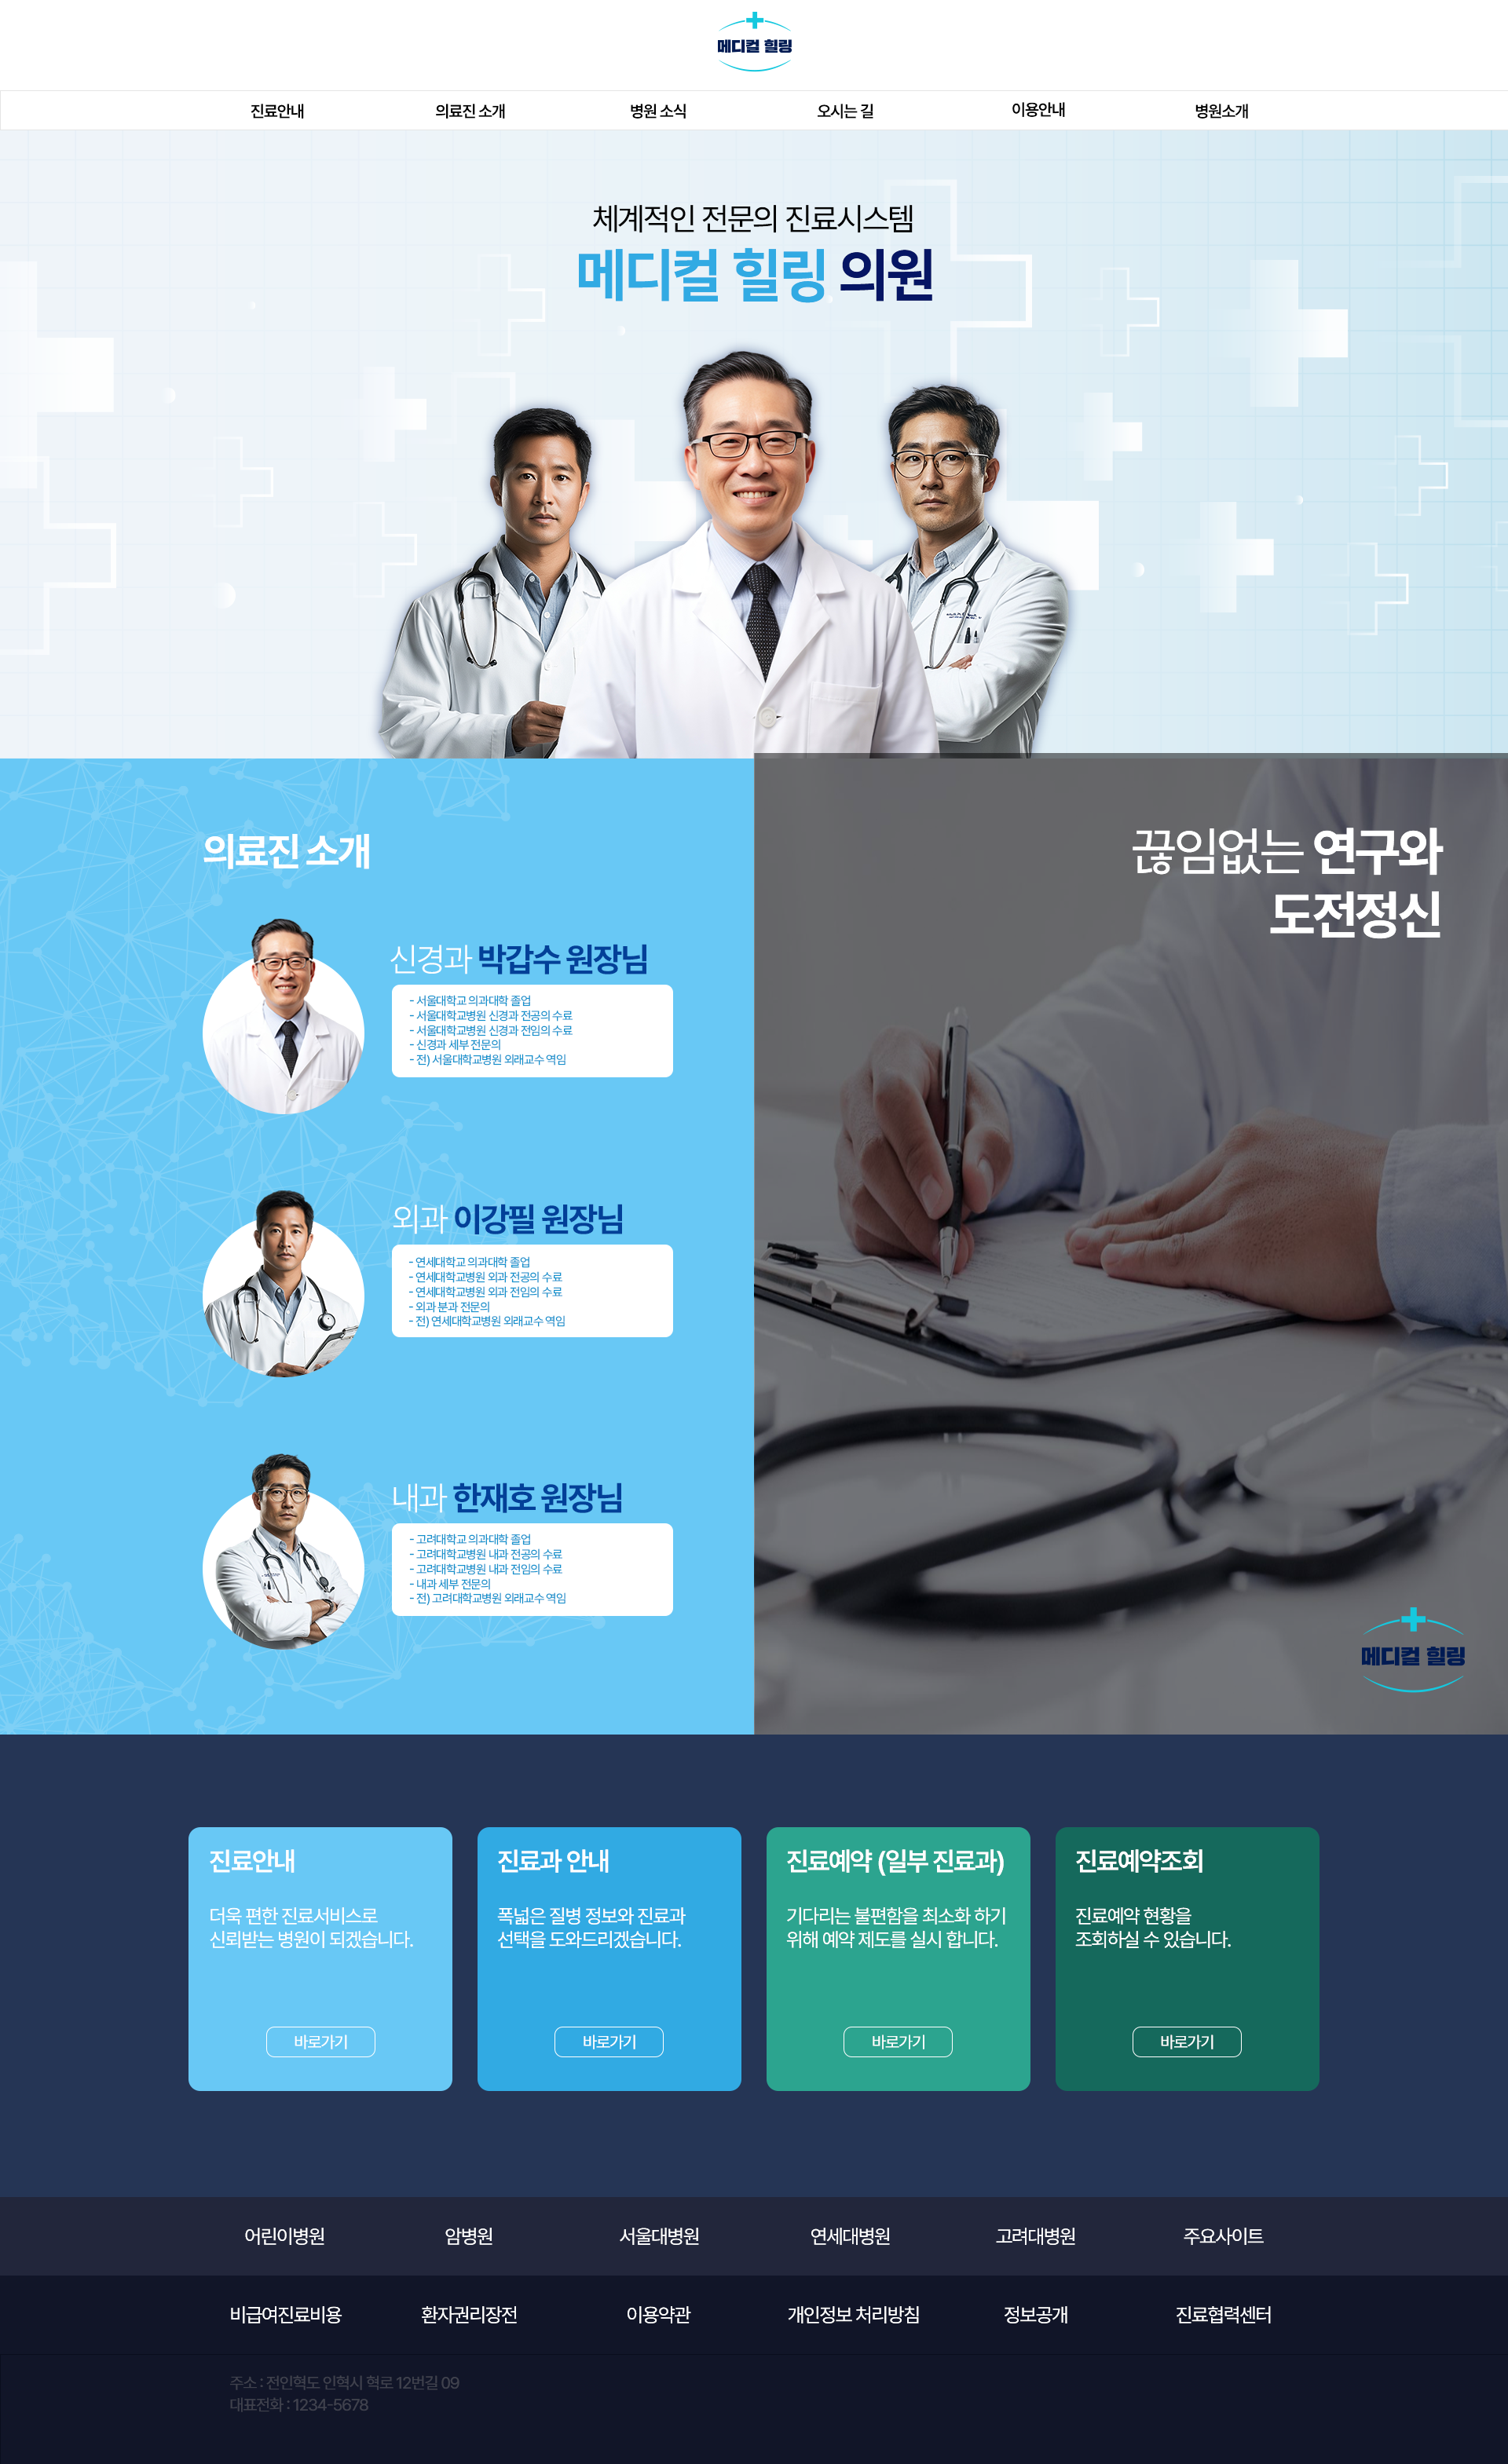 메디컬 힐링
진료안내
의료진 소개
병원 소식
오시는 길
이용안내
병원소개
체계적인 전문의 진료시스템
메디컬 힐링 의원
의료진 소개
신경과 박갑수 원장님
- 서울대학교 의과대학 졸업
- 서울대학교병원 신경과 전공의 수료
- 서울대학교병원 신경과 전임의 수료
- 신경과 세부 전문의
- 전) 서울대학교병원 외래교수 역임
외과 이강필 원장님
- 연세대학교 의과대학 졸업
- 연세대학교병원 외과 전공의 수료
- 연세대학교병원 외과 전임의 수료
- 외과 분과 전문의
- 전) 연세대학교병원 외래교수 역임
내과 한재호 원장님
- 고려대학교 의과대학 졸업
- 고려대학교병원 내과 전공의 수료
- 고려대학교병원 내과 전임의 수료
- 내과 세부 전문의
- 전) 고려대학교병원 외래교수 역임
끊임없는 연구와
도전정신
메디컬 힐링
진료안내
더욱 편한 진료서비스로
신뢰받는 병원이 되겠습니다.
바로가기
진료과 안내
폭넓은 질병 정보와 진료과
선택을 도와드리겠습니다.
바로가기
진료예약 (일부 진료과)
기다리는 불편함을 최소화 하기
위해 예약 제도를 실시 합니다.
바로가기
진료예약조회
진료예약 현황을
조회하실 수 있습니다.
바로가기
어린이병원
암병원
서울대병원
연세대병원
고려대병원
주요사이트
비급여진료비용
환자권리장전
이용약관
개인정보 처리방침
정보공개
진료협력센터
주소 : 전인혁도 인혁시 혁로 12번길 09
대표전화 : 1234-5678